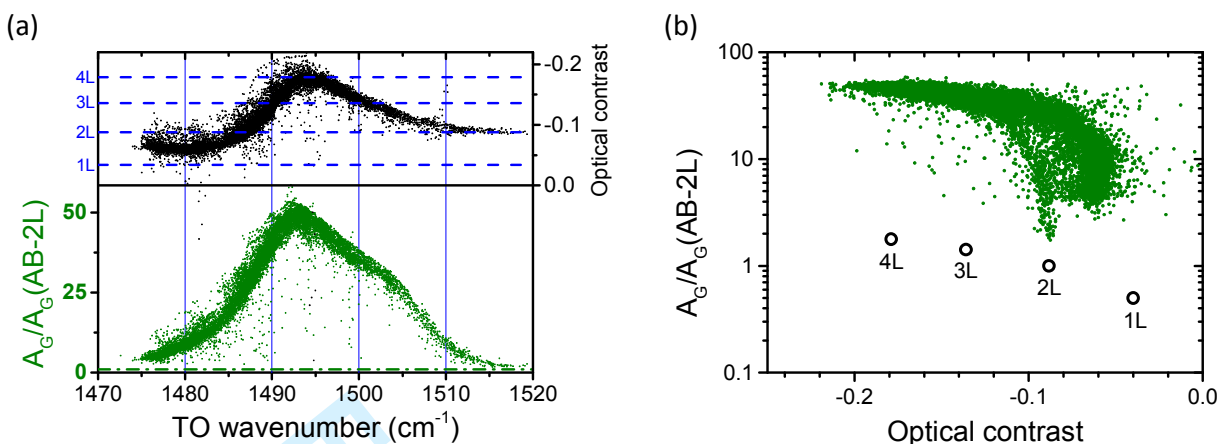 (a)
4L
3L
2L
1L
-0.2
-0.1
0.0
Optical contrast
50
25
0
A_G/A_G(AB-2L)
1470 1480 1490 1500 1510 1520
TO wavenumber (cm⁻¹)
(b)
100
10
1
0.1
A_G/A_G(AB-2L)
4L
3L
2L
1L
-0.2 -0.1 0.0
Optical contrast